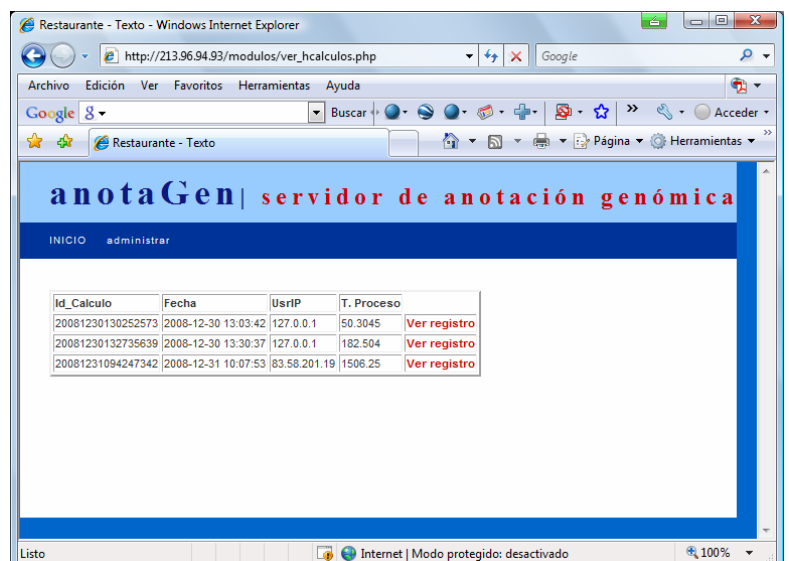 Restaurante - Texto - Windows Internet Explorer
http://213.96.94.93/modulos/ver_hcalculos.php
Google
Archivo Edición Ver Favoritos Herramientas Ayuda
Google Buscar » Acceder
Restaurante - Texto Página Herramientas »
anotaGen| servidor de anotación genómica
INICIO administrar
Id_Calculo Fecha UsrIP T. Proceso
20081230130252573 2008-12-30 13:03:42 127.0.0.1 50.3045 Ver registro
20081230132735639 2008-12-30 13:30:37 127.0.0.1 182.504 Ver registro
20081231094247342 2008-12-31 10:07:53 83.58.201.19 1506.25 Ver registro
Listo Internet | Modo protegido: desactivado 100%